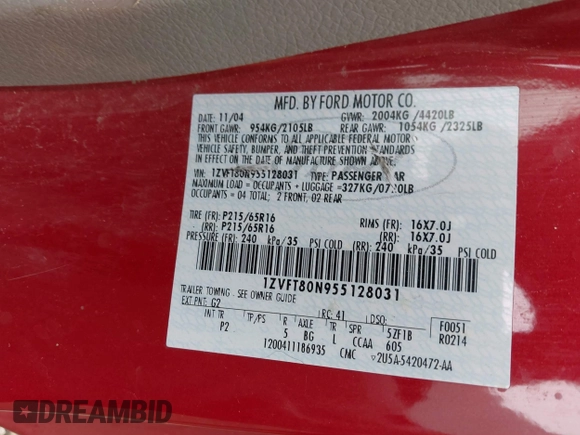 MFD. BY FORD MOTOR CO.
DATE: 11/04 GVWR: 2004KG /4420LB
FRONT GAWR: 954KG/2105LB REAR GAWR: 1054KG/2325LB
THIS VEHICLE CONFORMS TO ALL APPLICABLE FEDERAL MOTOR
VEHICLE SAFETY, BUMPER, AND THEFT PREVENTION STANDARDS IN
EFFECT ON THE DATE OF MANUFACTURE SHOWN ABOVE.
VIN: 1ZVFT80N955128031 TYPE: PASSENGER
MAXIMUM LOAD = OCCUPANTS + LUGGAGE =327KG
OCCUPANTS = 04 TOTAL; 2 FRONT, 02 REAR
TIRE (FR): P215/65R16 RIMS (FR): 16X7.0J
(RR): P215/65R16 (RR): 16X7.0J
PRESSURE (FR): 240 kPa/35 PSI COLD (RR): 240 kPa/35 PSI COLD
1ZVFT80N955128031
TRAILER TOWING - SEE OWNER GUIDE
EXT PNT: G2 RC: 41 DSO: F0051
INT TR TP/PS R AXLE TR SPR 5ZF1B R0214
P2 5 BG L CCAA 605
1200411186935 CMC 2U5A-5420472-AA
DREAMBID